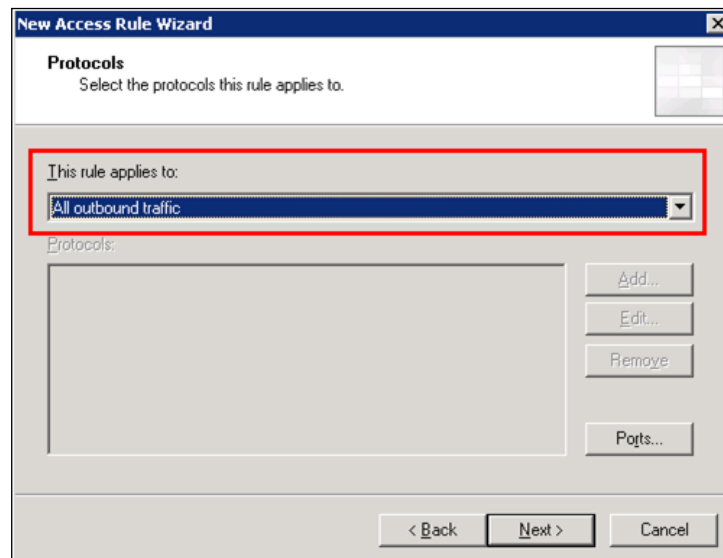 New Access Rule Wizard
Protocols
Select the protocols this rule applies to.
This rule applies to:
All outbound traffic
Protocols:
Add...
Edit...
Remove
Ports...
< Back
Next >
Cancel